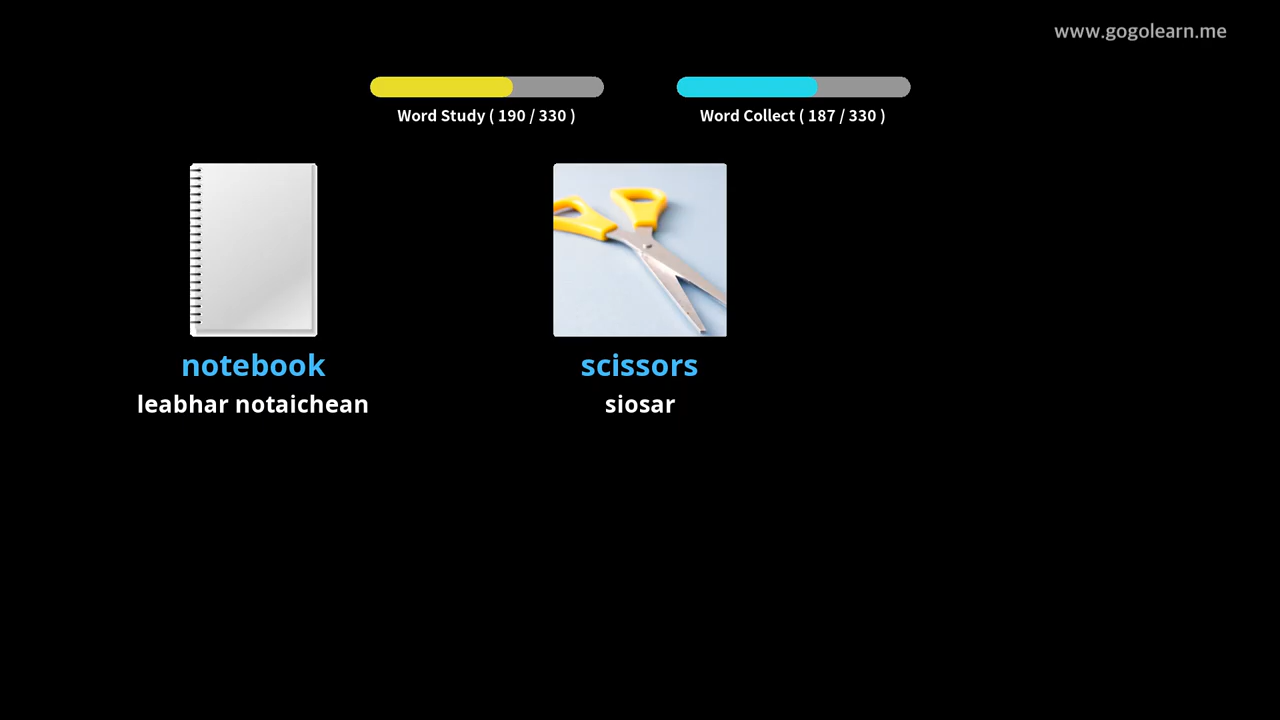 www.gogolearn.me
Word Study ( 190 / 330 )
Word Collect ( 187 / 330 )
notebook
leabhar notaichean
scissors
siosar